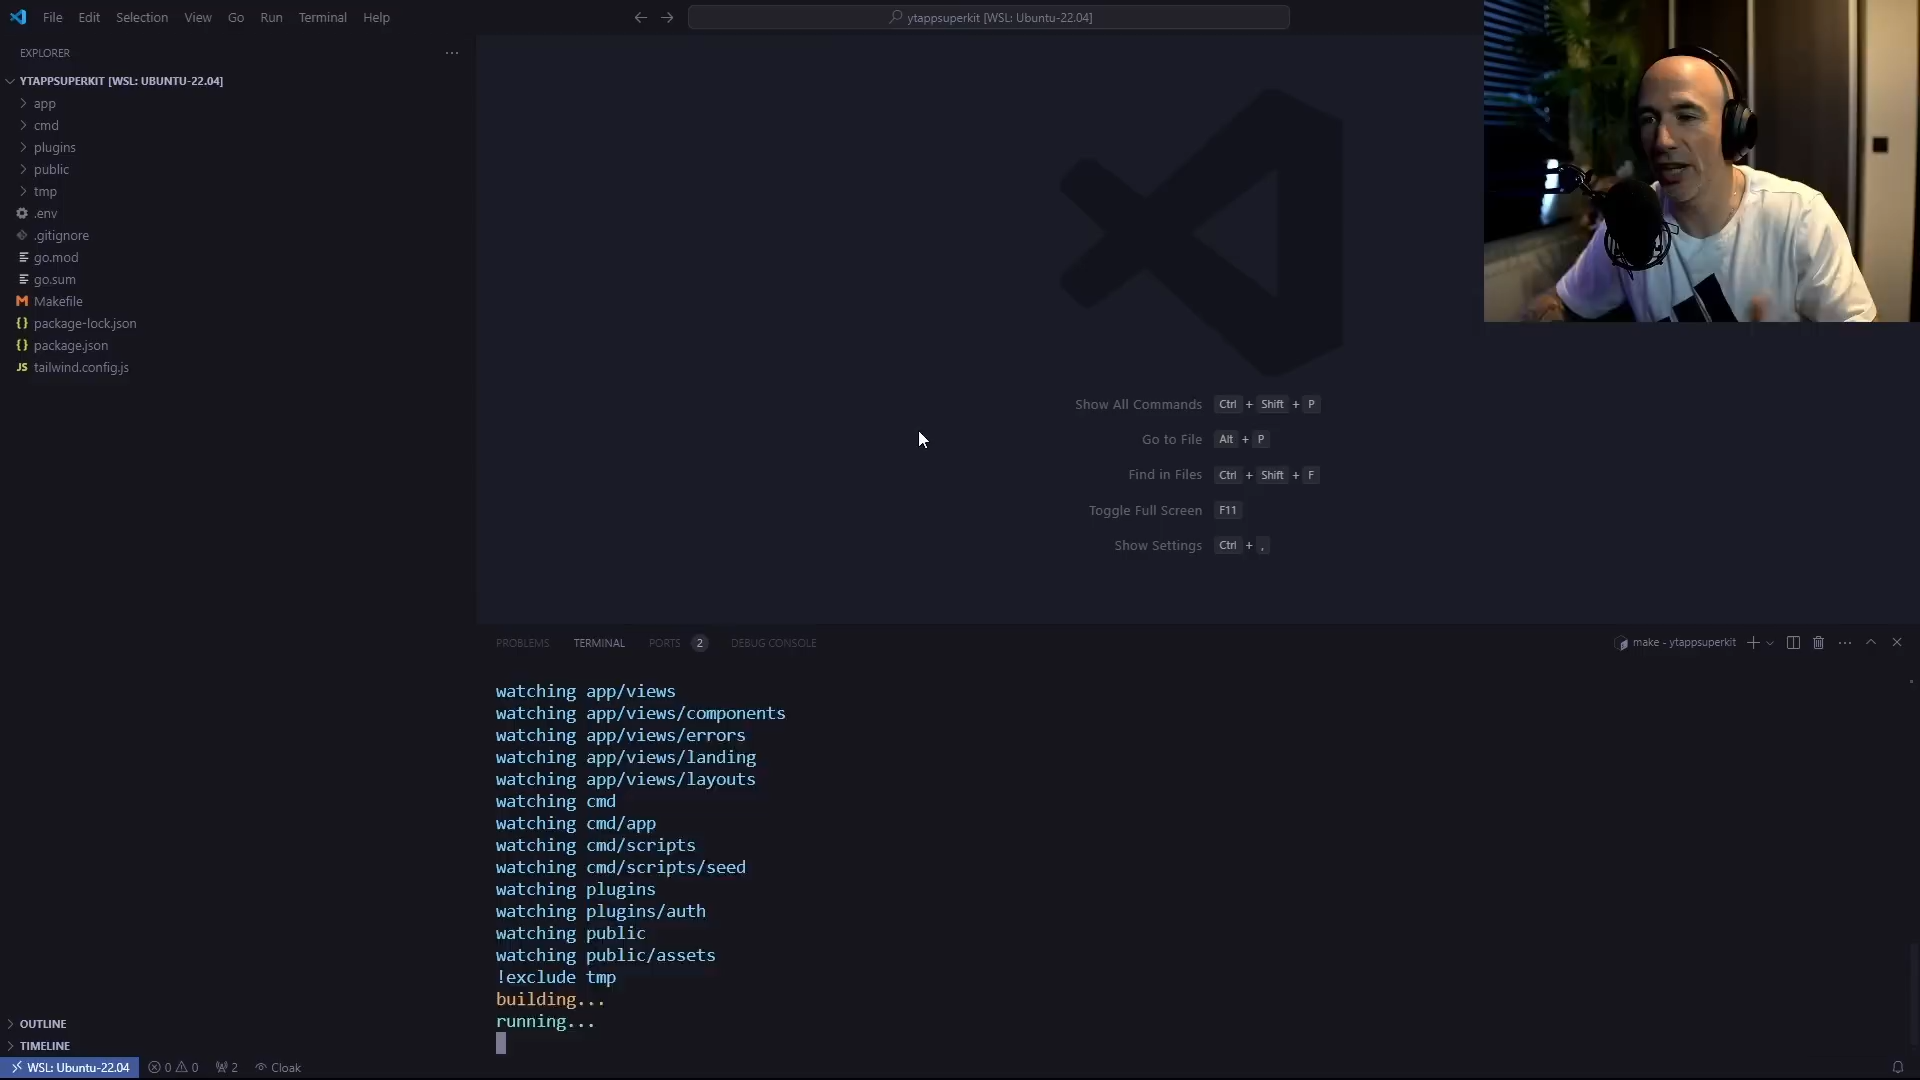 File Edit Selection View Go Run Terminal Help
ytappsuperkit [WSL: Ubuntu-22.04]
EXPLORER
YTAPPSUPERKIT [WSL: UBUNTU-22.04]
app
cmd
plugins
public
tmp
.env
.gitignore
go.mod
go.sum
Makefile
package-lock.json
package.json
JS tailwind.config.js
Show All Commands Ctrl + Shift + P
Go to File Alt + P
Find in Files Ctrl + Shift + F
Toggle Full Screen F11
Show Settings Ctrl + ,
PROBLEMS TERMINAL PORTS 2 DEBUG CONSOLE
make - ytappsuperkit
watching app/views
watching app/views/components
watching app/views/errors
watching app/views/landing
watching app/views/layouts
watching cmd
watching cmd/app
watching cmd/scripts
watching cmd/scripts/seed
watching plugins
watching plugins/auth
watching public
watching public/assets
!exclude tmp
building...
running...
OUTLINE
TIMELINE
WSL: Ubuntu-22.04 0 0 2 Cloak